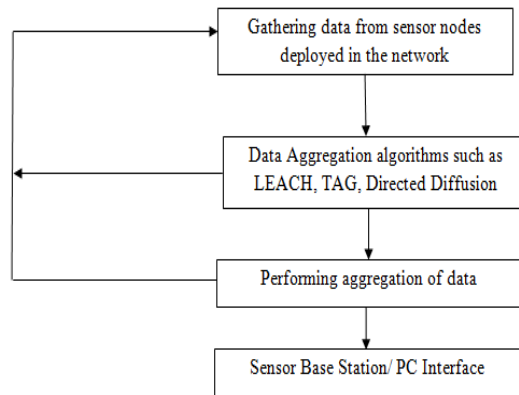 Gathering data from sensor nodes
deployed in the network
Data Aggregation algorithms such as
LEACH, TAG, Directed Diffusion
Performing aggregation of data
Sensor Base Station/ PC Interface